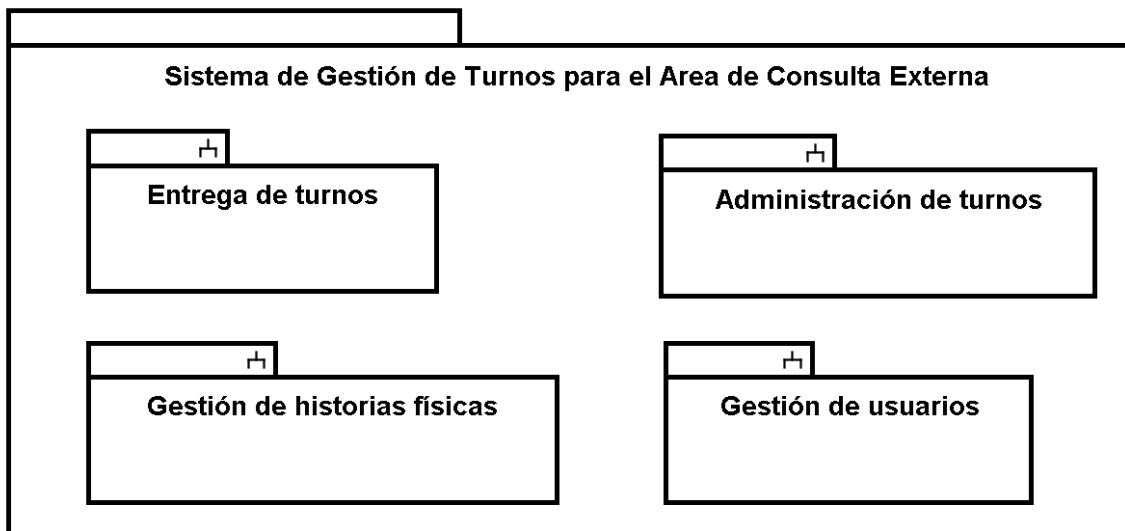 Sistema de Gestión de Turnos para el Area de Consulta Externa
Entrega de turnos
Administración de turnos
Gestión de historias físicas
Gestión de usuarios